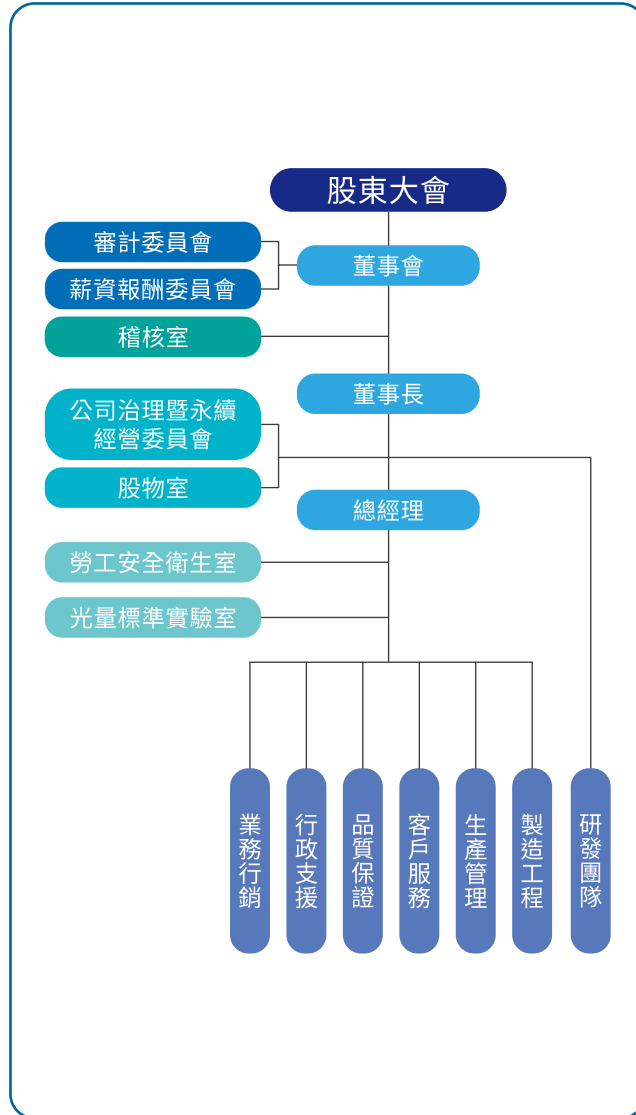 股東大會
審計委員會
董事會
薪資報酬委員會
稽核室
董事長
公司治理暨永續
經營委員會
股物室
總經理
勞工安全衛生室
光量標準實驗室
業務行銷
行政支援
品質保證
客戶服務
生產管理
製造工程
研發團隊